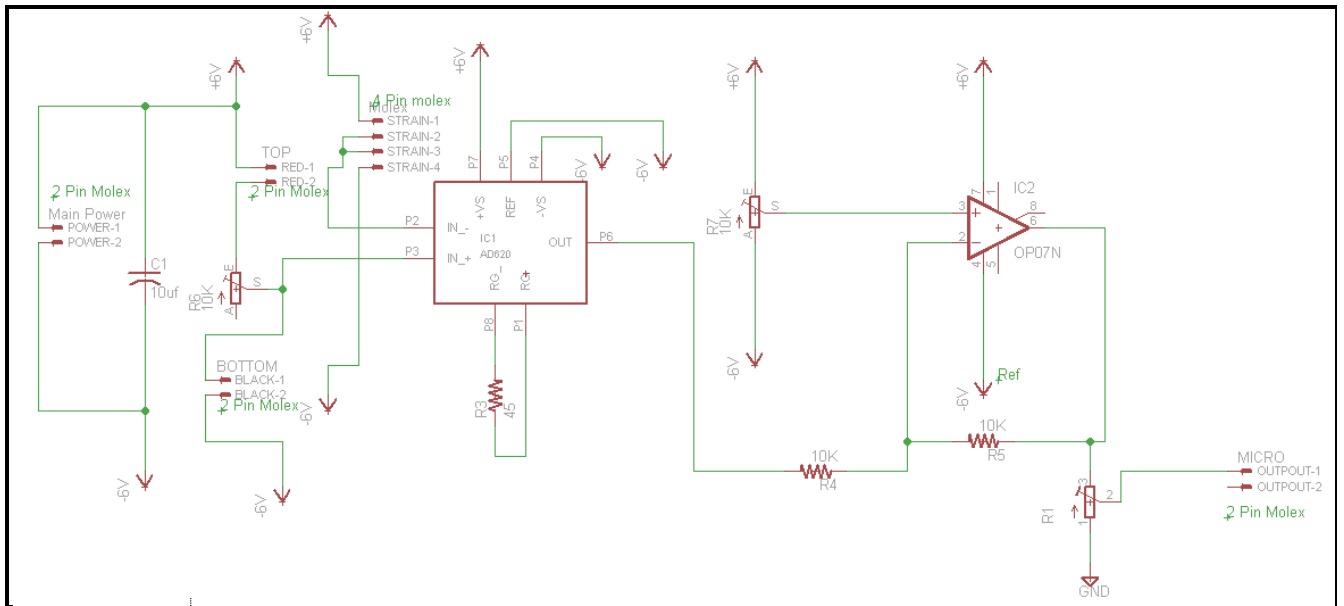 +6V
+6V
+6V
+6V
+6V
4 Pin molex
Molex
STRAIN-1
STRAIN-2
STRAIN-3
STRAIN-4
TOP
RED-1
RED-2
2 Pin Molex
2 Pin Molex
Main Power
POWER-1
POWER-2
C1
10uf
E
S
A
R6
10K
BOTTOM
BLACK-1
BLACK-2
2 Pin Molex
-6V
-6V
-6V
P7
P5
P4
-6V
-6V
+VS
REF
-VS
P2
IN_-
P3
IN_+
IC1
AD620
OUT
P6
RG_-
RG+
P8
P1
R3
45
E
S
A
R7
10K
-6V
IC2
7
1
3
8
6
2
4
5
OP07N
Ref
-6V
10K
R5
10K
R4
3
2
1
R1
GND
MICRO
OUTPOUT-1
OUTPOUT-2
2 Pin Molex